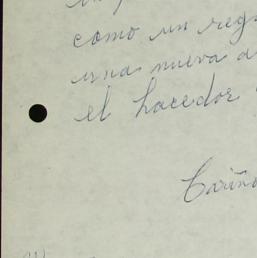 como un reg
una nueva a
el hacedor
Cariño